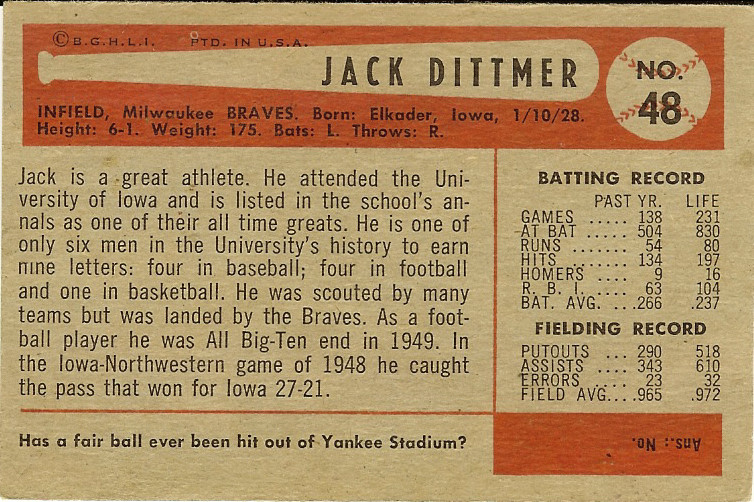 ©B.G.H.L.I. PTD. IN U.S.A.
JACK DITTMER
NO.
48
INFIELD, Milwaukee BRAVES. Born: Elkader, Iowa, 1/10/28.
Height: 6-1. Weight: 175. Bats: L. Throws: R.
Jack is a great athlete. He attended the Uni-
versity of Iowa and is listed in the school's an-
nals as one of their all time greats. He is one of
only six men in the University's history to earn
nine letters: four in baseball; four in football
and one in basketball. He was scouted by many
teams but was landed by the Braves. As a foot-
ball player he was All Big-Ten end in 1949. In
the Iowa-Northwestern game of 1948 he caught
the pass that won for Iowa 27-21.
BATTING RECORD
PAST YR. LIFE
GAMES ..... 138 231
AT BAT ..... 504 830
RUNS ....... 54 80
HITS ....... 134 197
HOMERS .... 9 16
R. B. I. ..... 63 104
BAT. AVG. ... .266 .237
FIELDING RECORD
PUTOUTS ... 290 518
ASSISTS .... 343 610
ERRORS .... 23 32
FIELD AVG.... .965 .972
Has a fair ball ever been hit out of Yankee Stadium?
Ans.: No.